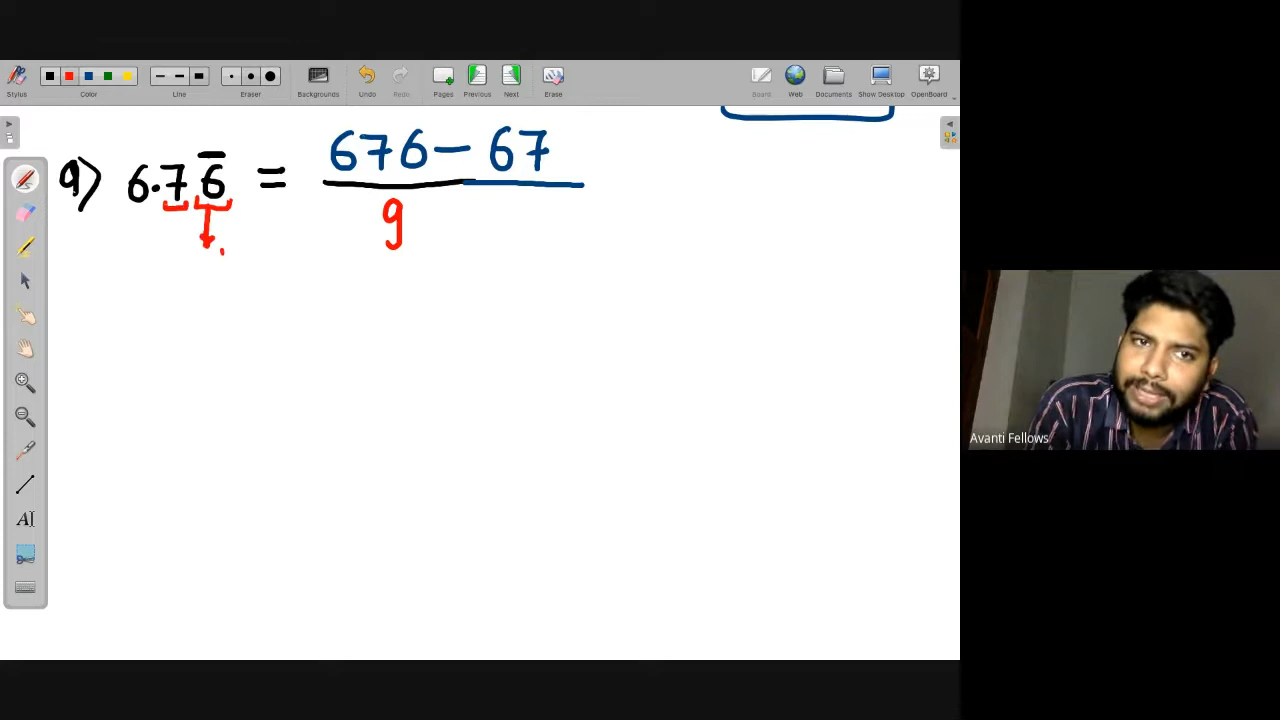 Stylus Color Line Eraser Backgrounds Undo Redo Pages Previous Next Erase Board Web Documents Show Desktop OpenBoard
9) 6.76̅ = 676 - 67
9
Avanti Fellows